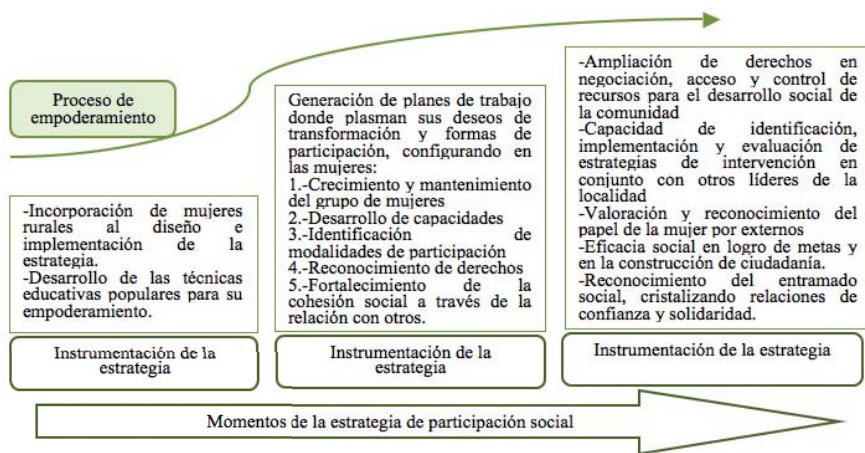 Proceso de
empoderamiento
-Incorporación de mujeres
rurales al diseño e
implementación de la
estrategia.
-Desarrollo de las técnicas
educativas populares para su
empoderamiento.
Instrumentación de la
estrategia
Generación de planes de trabajo
donde plasman sus deseos de
transformación y formas de
participación, configurando en
las mujeres:
1.-Crecimiento y mantenimiento
del grupo de mujeres
2.-Desarrollo de capacidades
3.-Identificación de
modalidades de participación
4.-Reconocimiento de derechos
5.-Fortalecimiento de la
cohesión social a través de la
relación con otros.
Instrumentación de la
estrategia
-Ampliación de derechos en
negociación, acceso y control de
recursos para el desarrollo social de
la comunidad
-Capacidad de identificación,
implementación y evaluación de
estrategias de intervención en
conjunto con otros líderes de la
localidad
-Valoración y reconocimiento del
papel de la mujer por externos
-Eficacia social en logro de metas y
en la construcción de ciudadanía.
-Reconocimiento del entramado
social, cristalizando relaciones de
confianza y solidaridad.
Instrumentación de la estrategia
Momentos de la estrategia de participación social